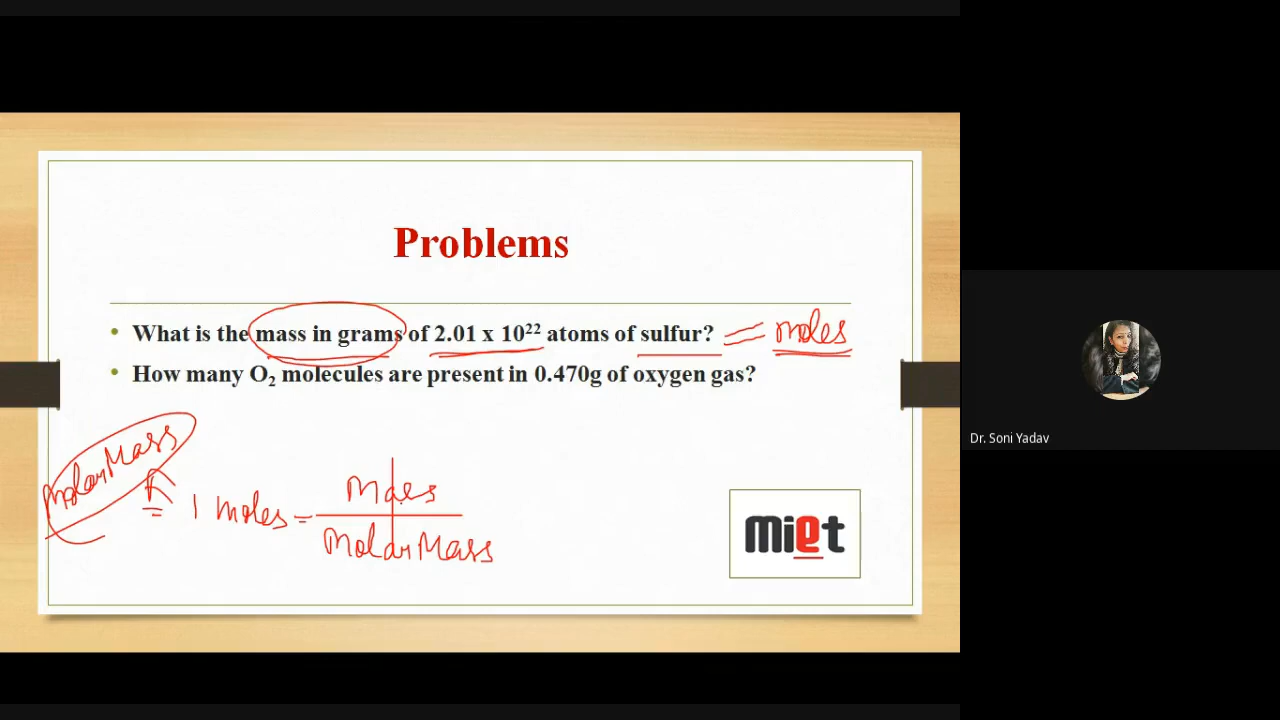 Problems
• What is the mass in grams of 2.01 x 10²² atoms of sulfur? = moles
• How many O₂ molecules are present in 0.470g of oxygen gas?
Molar Mass
1 moles = Mass
Molar Mass
miet
Dr. Soni Yadav